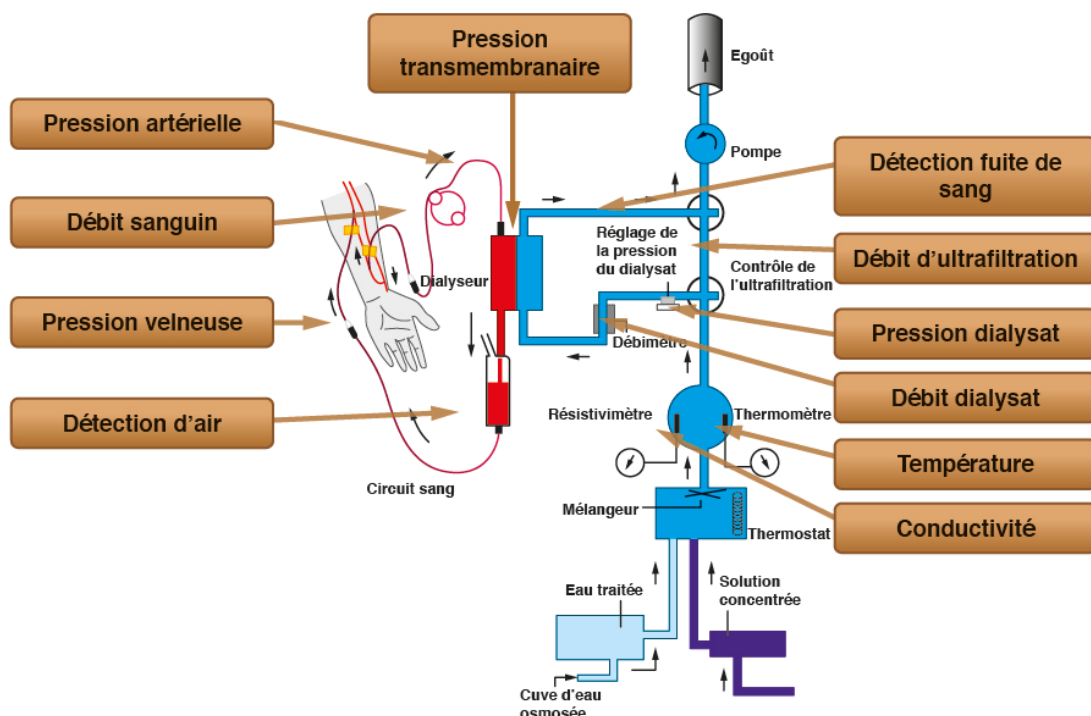 Pression
transmembranaire
Egoût
Pression artérielle
Pompe
Détection fuite de
sang
Débit sanguin
Réglage de
la pression
du dialysat
Débit d'ultrafiltration
Dialyseur
Contrôle de
l'ultrafiltration
Pression velneuse
Pression dialysat
Débimètre
Débit dialysat
Détection d'air
Résistivimètre
Thermomètre
Température
Circuit sang
Mélangeur
Thermostat
Conductivité
Eau traitée
Solution
concentrée
Cuve d'eau
osmosée